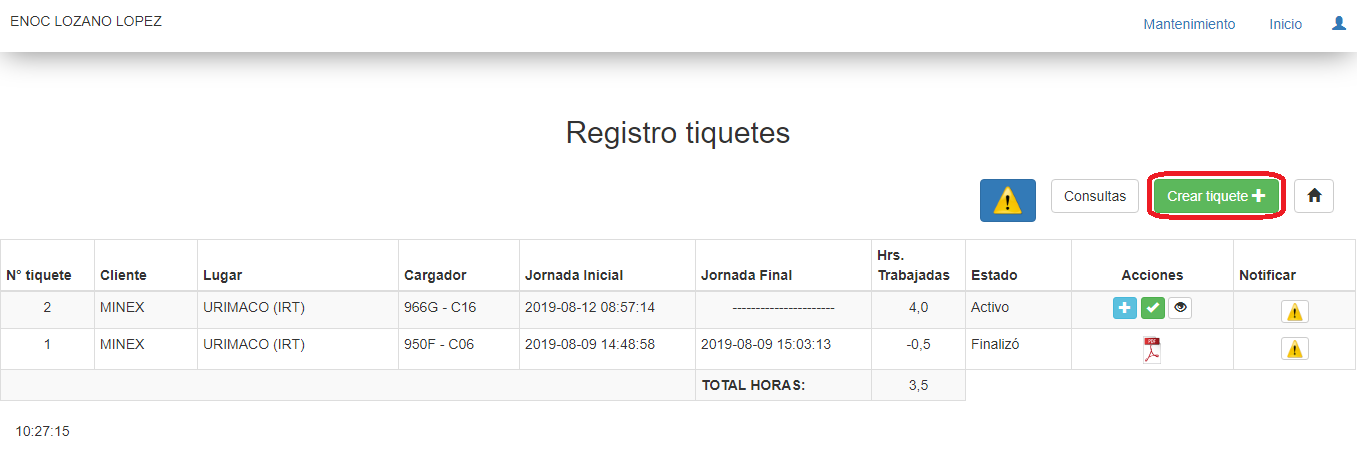 ENOC LOZANO LOPEZ
Mantenimiento Inicio
Registro tiquetes
Consultas Crear tiquete
N° tiquete Cliente Lugar Cargador Jornada Inicial Jornada Final Hrs. Trabajadas Estado Acciones Notificar
2 MINEX URIMACO (IRT) 966G - C16 2019-08-12 08:57:14 ---------------------- 4,0 Activo
1 MINEX URIMACO (IRT) 950F - C06 2019-08-09 14:48:58 2019-08-09 15:03:13 -0,5 Finalizó PDF
TOTAL HORAS: 3,5
10:27:15